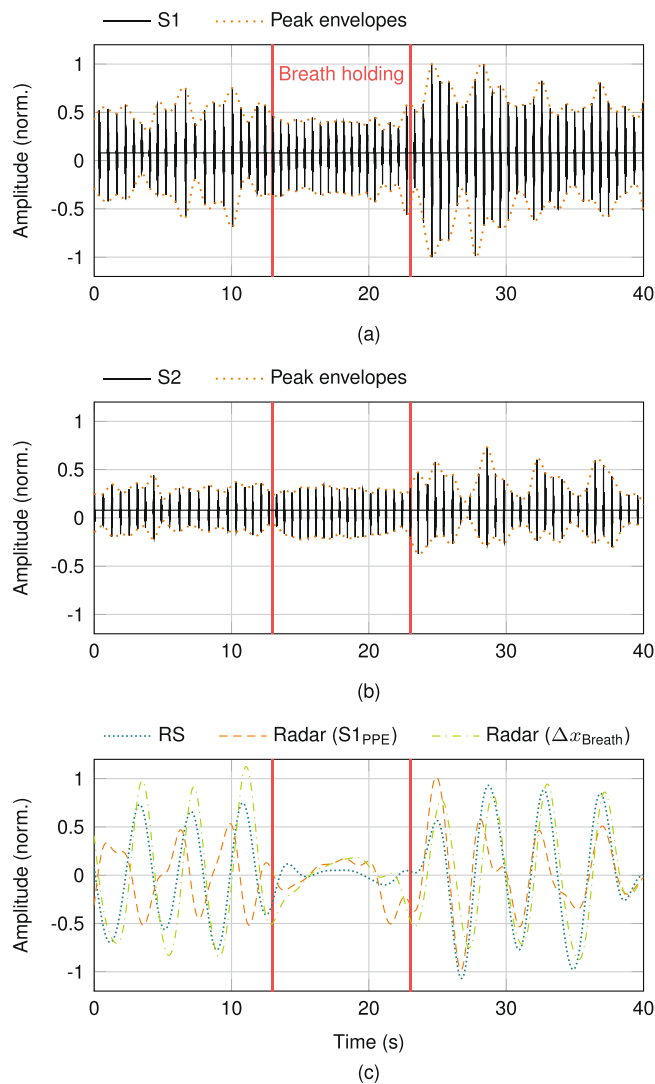 S1 Peak envelopes
Amplitude (norm.)
1
0.5
0
-0.5
-1
Breath holding
0 10 20 30 40
(a)
S2 Peak envelopes
Amplitude (norm.)
1
0.5
0
-0.5
-1
0 10 20 30 40
(b)
RS Radar (S1PPE) Radar (ΔxBreath)
Amplitude (norm.)
1
0.5
0
-0.5
-1
0 10 20 30 40
Time (s)
(c)